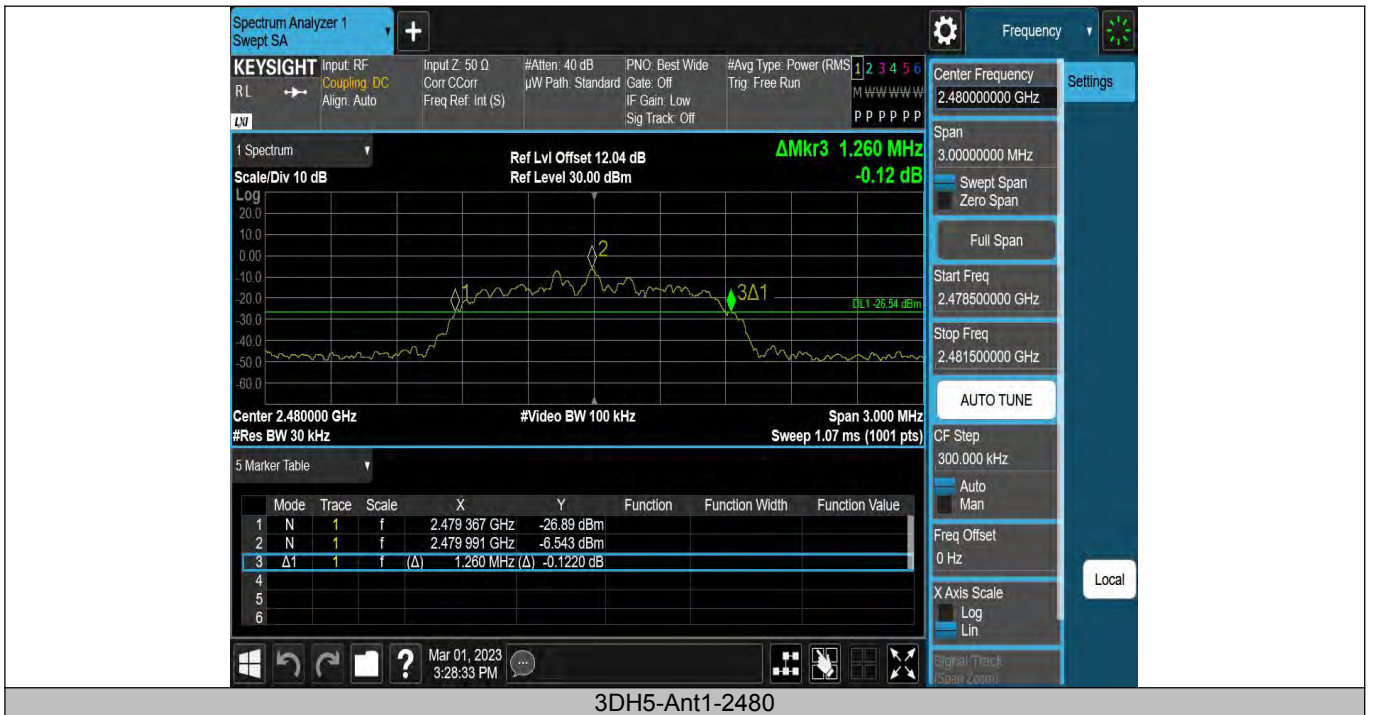 Spectrum Analyzer 1
Swept SA
+
Frequency
KEYSIGHT
RL
LXI
Input: RF
Coupling: DC
Align: Auto
Input Z: 50 Ω
Corr CCorr
Freq Ref: Int (S)
#Atten: 40 dB
µW Path: Standard
PNO: Best Wide
Gate: Off
IF Gain: Low
Sig Track: Off
#Avg Type: Power (RMS
Trig: Free Run
1 2 3 4 5 6
M W W W W W
P P P P P P
1 Spectrum
Scale/Div 10 dB
Ref Lvl Offset 12.04 dB
Ref Level 30.00 dBm
ΔMkr3 1.260 MHz
-0.12 dB
Log
20.0
10.0
0.00
-10.0
-20.0
-30.0
-40.0
-50.0
-60.0
1
2
3Δ1
DL1 -26.54 dBm
Center 2.480000 GHz
#Res BW 30 kHz
#Video BW 100 kHz
Span 3.000 MHz
Sweep 1.07 ms (1001 pts)
5 Marker Table
Mode Trace Scale X Y Function Function Width Function Value
1 N 1 f 2.479 367 GHz -26.89 dBm
2 N 1 f 2.479 991 GHz -6.543 dBm
3 Δ1 1 f (Δ) 1.260 MHz (Δ) -0.1220 dB
4
5
6
?
Mar 01, 2023
3:28:33 PM
Center Frequency
2.480000000 GHz
Settings
Span
3.00000000 MHz
Swept Span
Zero Span
Full Span
Start Freq
2.478500000 GHz
Stop Freq
2.481500000 GHz
AUTO TUNE
CF Step
300.000 kHz
Auto
Man
Freq Offset
0 Hz
X Axis Scale
Log
Lin
Signal Track
(Span Zoom)
Local
3DH5-Ant1-2480